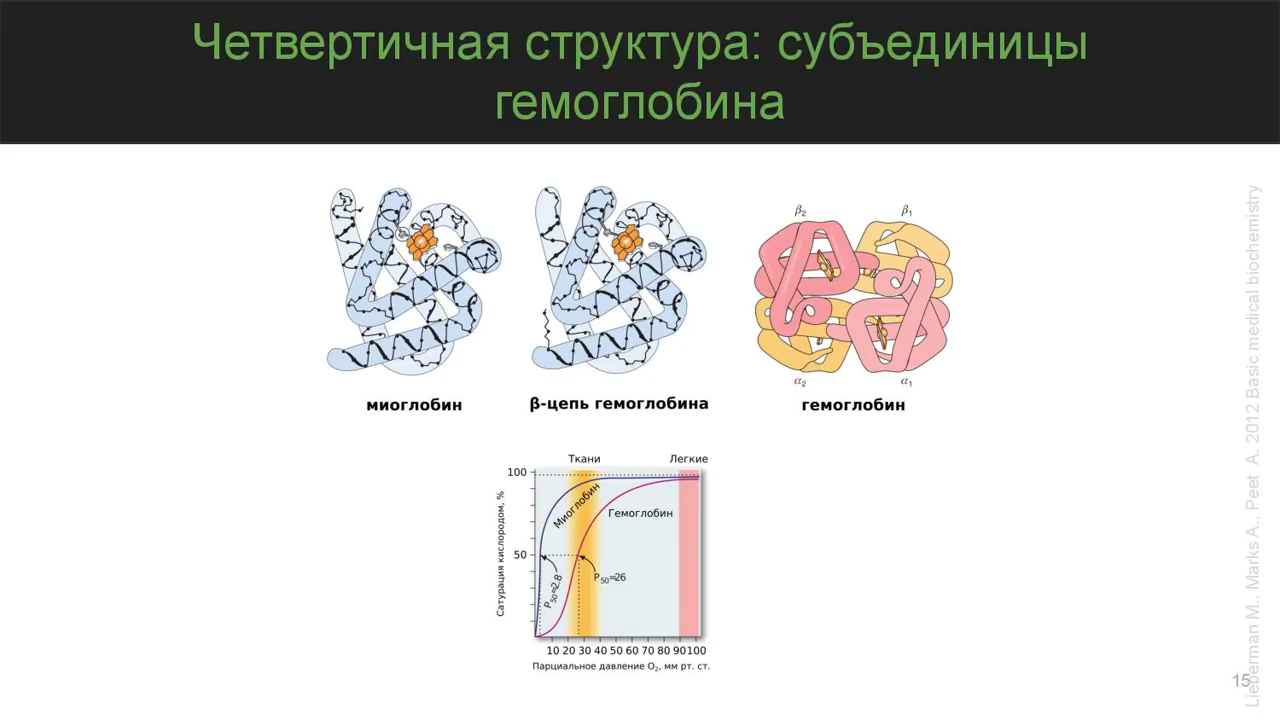 Четвертичная структура: субъединицы
гемоглобина
β2 β1
α2 α1
миоглобин
β-цепь гемоглобина
гемоглобин
Ткани Легкие
100
50
Сатурация кислородом, %
Миоглобин
Гемоглобин
P50=2.8
P50=26
10 20 30 40 50 60 70 80 90 100
Парциальное давление O2, мм рт. ст.
Lieberman M., Marks A., Peet A. 2012 Basic medical biochemistry
15